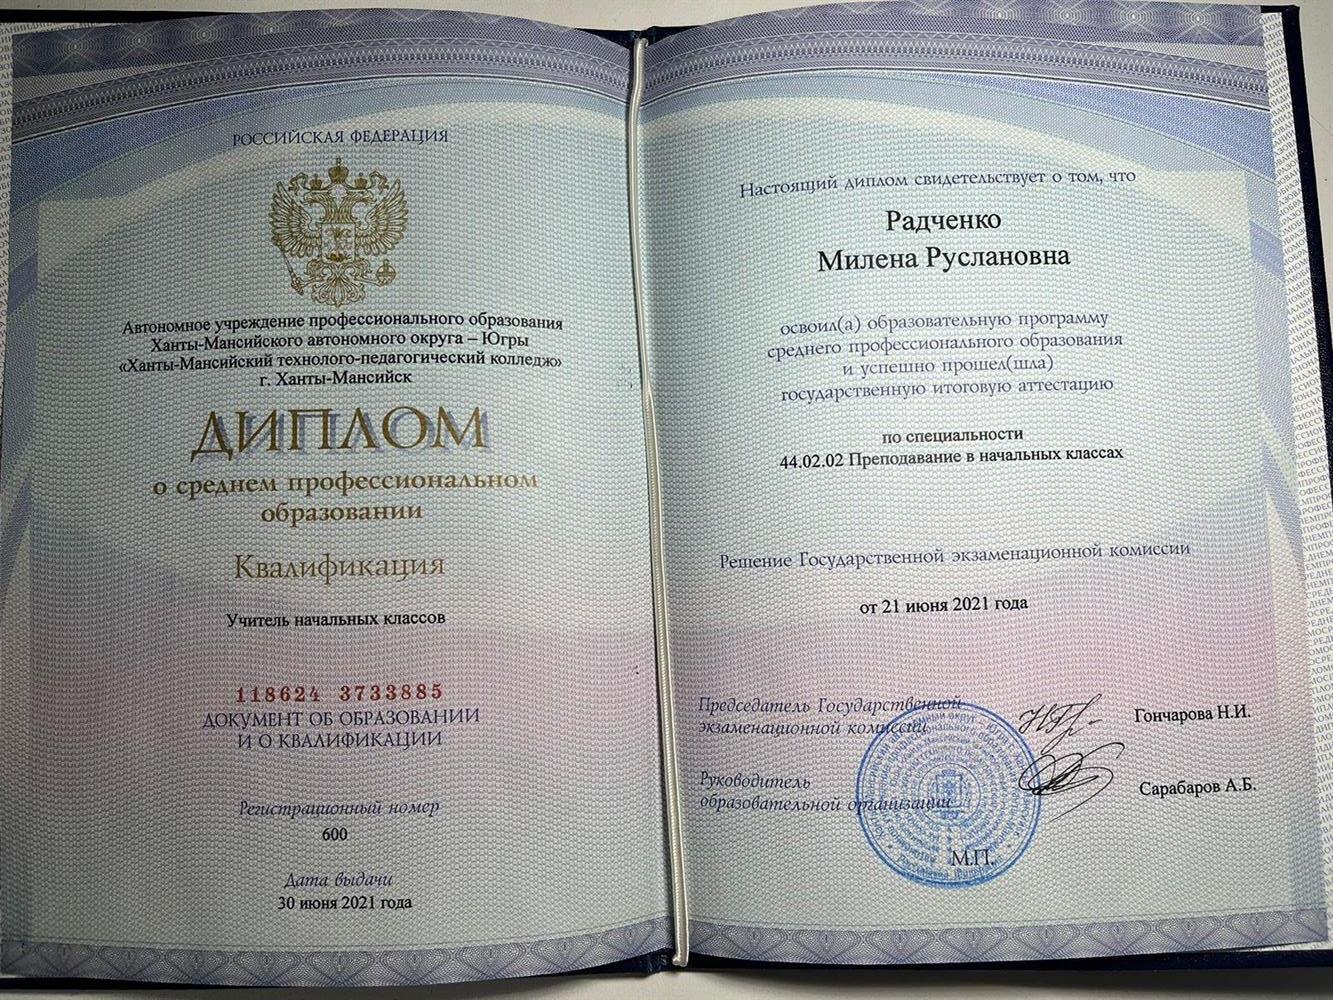 РОССИЙСКАЯ ФЕДЕРАЦИЯ
Автономное учреждение профессионального образования
Ханты-Мансийского автономного округа – Югры
«Ханты-Мансийский технолого-педагогический колледж»
г. Ханты-Мансийск
ДИПЛОМ
о среднем профессиональном
образовании
Квалификация
Учитель начальных классов
118624 3733885
ДОКУМЕНТ ОБ ОБРАЗОВАНИИ
И О КВАЛИФИКАЦИИ
Регистрационный номер
600
Дата выдачи
30 июня 2021 года
Настоящий диплом свидетельствует о том, что
Радченко
Милена Руслановна
освоил(а) образовательную программу
среднего профессионального образования
и успешно прошел(шла)
государственную итоговую аттестацию
по специальности
44.02.02 Преподавание в начальных классах
Решение Государственной экзаменационной комиссии
от 21 июня 2021 года
Председатель Государственной
экзаменационной комиссии
Гончарова Н.И.
Руководитель
образовательной организации
Сарабаров А.Б.
М.П.